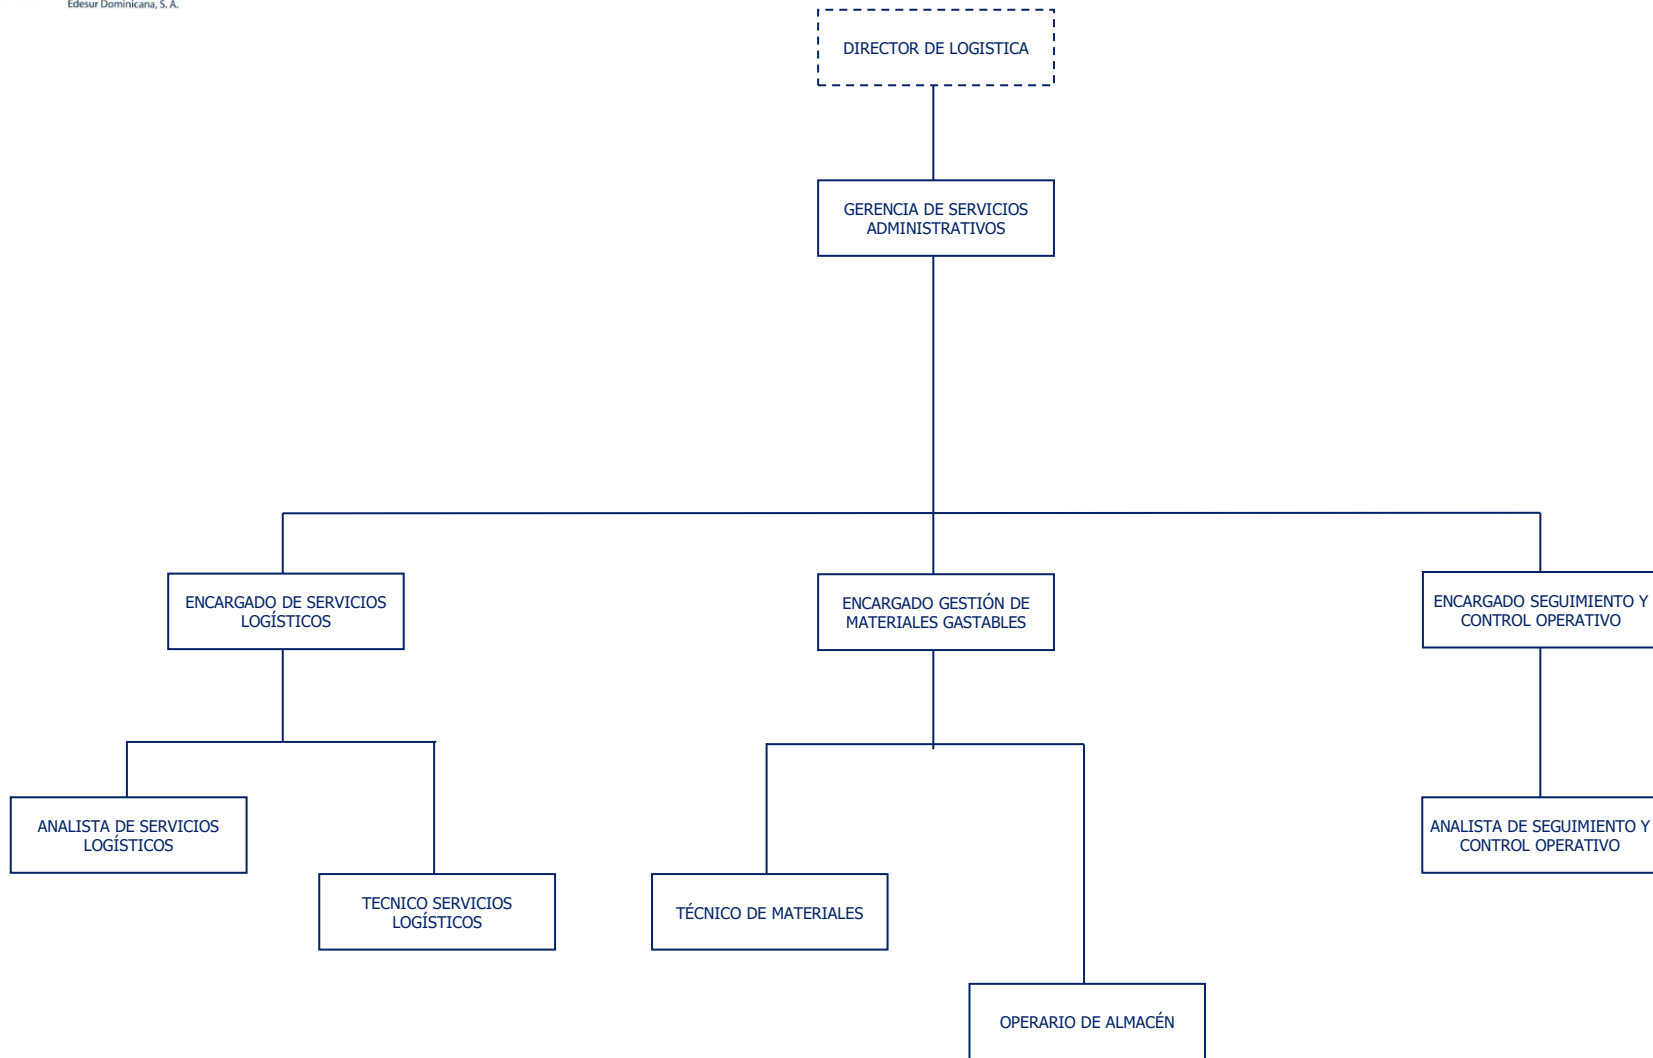 Edesur Dominicana, S. A.
DIRECTOR DE LOGISTICA
GERENCIA DE SERVICIOS
ADMINISTRATIVOS
ENCARGADO DE SERVICIOS
LOGÍSTICOS
ENCARGADO GESTIÓN DE
MATERIALES GASTABLES
ENCARGADO SEGUIMIENTO Y
CONTROL OPERATIVO
ANALISTA DE SERVICIOS
LOGÍSTICOS
TECNICO SERVICIOS
LOGÍSTICOS
TÉCNICO DE MATERIALES
OPERARIO DE ALMACÉN
ANALISTA DE SEGUIMIENTO Y
CONTROL OPERATIVO